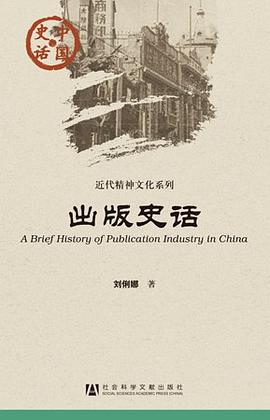 中国
史话
近代精神文化系列
出版史话
A Brief History of Publication Industry in China
刘俐娜 著
社会科学文献出版社
SOCIAL SCIENCES ACADEMIC PRESS (CHINA)